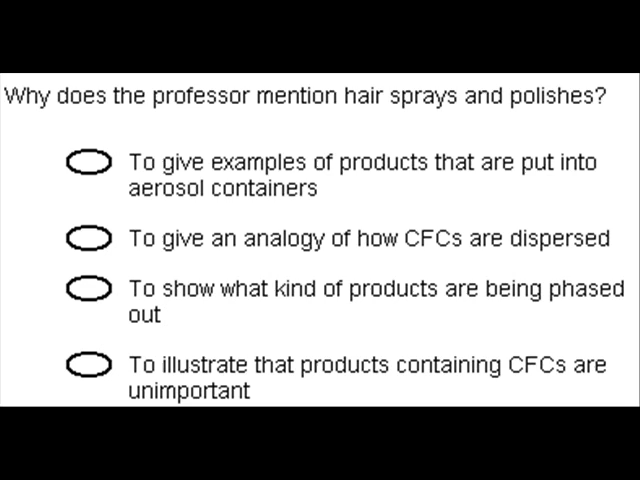 Why does the professor mention hair sprays and polishes?
To give examples of products that are put into
aerosol containers
To give an analogy of how CFCs are dispersed
To show what kind of products are being phased
out
To illustrate that products containing CFCs are
unimportant